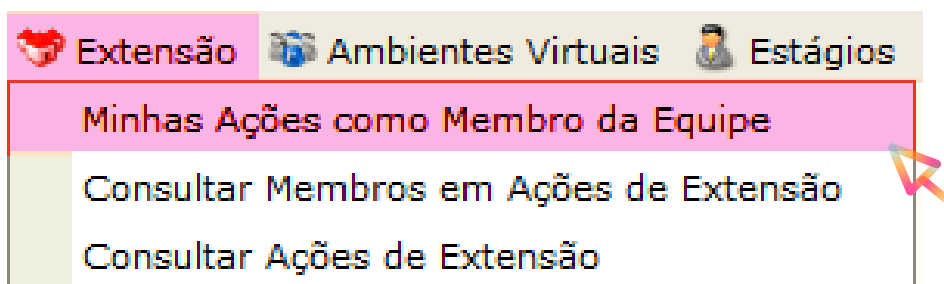 Extensão Ambientes Virtuais Estágios
Minhas Ações como Membro da Equipe
Consultar Membros em Ações de Extensão
Consultar Ações de Extensão